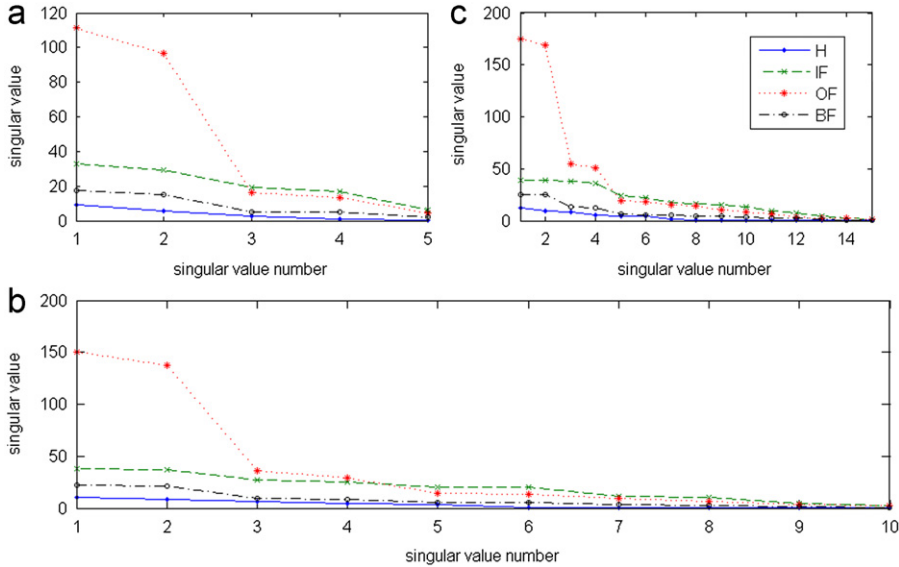 a
120
100
80
60
40
20
0
singular value
1 2 3 4 5
singular value number
c
200
150
100
50
0
singular value
2 4 6 8 10 12 14
singular value number
H
IF
OF
BF
b
200
150
100
50
0
singular value
1 2 3 4 5 6 7 8 9 10
singular value number